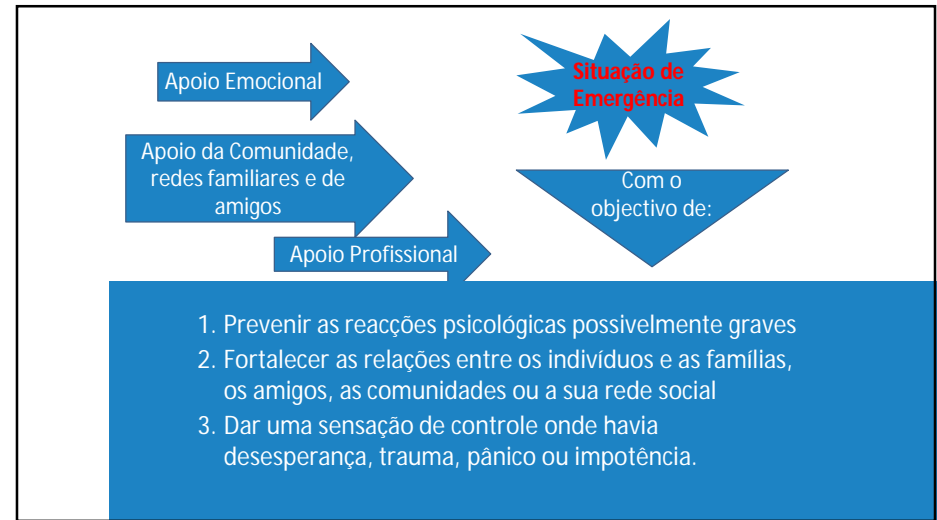 Apoio Emocional
Situação de
Emergência
Apoio da Comunidade,
redes familiares e de
amigos
Com o
objectivo de:
Apoio Profissional
1. Prevenir as reacções psicológicas possivelmente graves
2. Fortalecer as relações entre os indivíduos e as famílias,
os amigos, as comunidades ou a sua rede social
3. Dar uma sensação de controle onde havia
desesperança, trauma, pânico ou impotência.